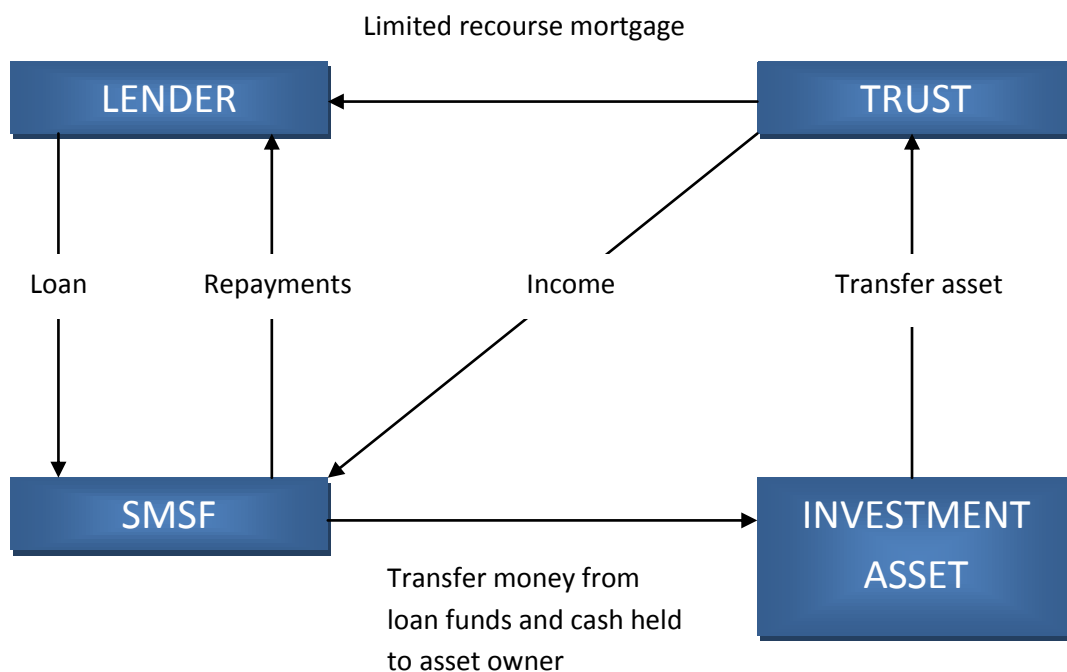 Limited recourse mortgage
LENDER
TRUST
Loan
Repayments
Income
Transfer asset
SMSF
INVESTMENT
ASSET
Transfer money from
loan funds and cash held
to asset owner